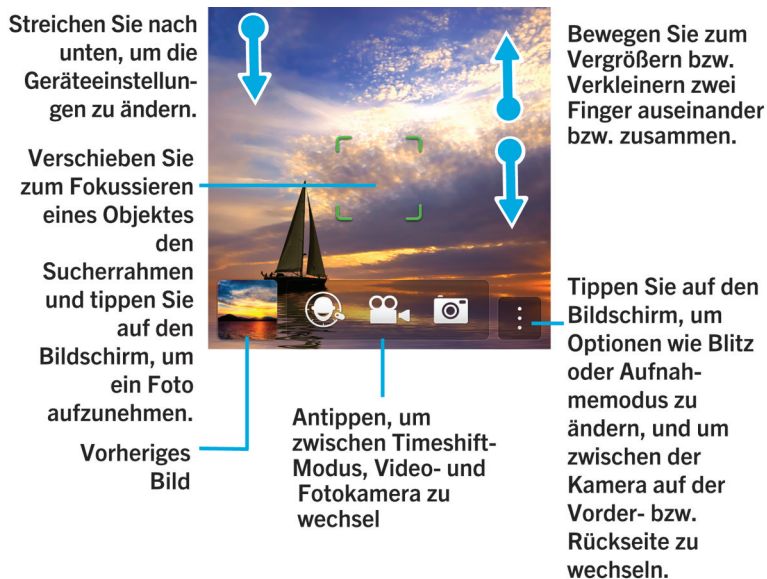 Streichen Sie nach
unten, um die
Geräteeinstellun-
gen zu ändern.
Verschieben Sie
zum Fokussieren
eines Objektes
den
Sucherrahmen
und tippen Sie
auf den
Bildschirm, um
ein Foto
aufzunehmen.
Vorheriges
Bild
Antippen, um
zwischen Timeshift-
Modus, Video- und
Fotokamera zu
wechsel
Bewegen Sie zum
Vergrößern bzw.
Verkleinern zwei
Finger auseinander
bzw. zusammen.
Tippen Sie auf den
Bildschirm, um
Optionen wie Blitz
oder Aufnah-
memodus zu
ändern, und um
zwischen der
Kamera auf der
Vorder- bzw.
Rückseite zu
wechseln.